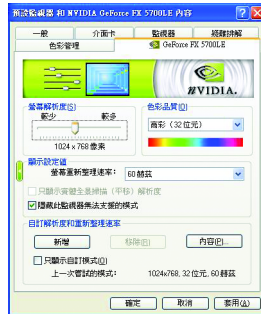 預設監視器 和 NVIDIA GeForce FX 5700LE 內容
一般
介面卡
監視器
疑難排解
色彩管理
GeForce FX 5700LE
NVIDIA.
螢幕解析度(S)
較少
較多
1024 x 768 像素
色彩品質(Q)
高彩 (32 位元)
顯示設定值
螢幕重新整理速率:
60 赫茲
只顯示實體全景掃描 (平移) 解析度
隱藏此監視器無法支援的模式
自訂解析度和重新整理速率
新增
移除(E)
內容(P)...
只顯示自訂模式(O)
上一次嘗試的模式:
1024x768, 32 位元, 60 赫茲
確定
取消
套用(A)